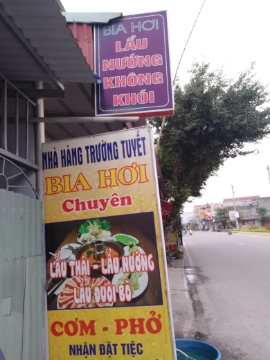 BIA HƠI
LẨU
NƯỚNG
KHÔNG
KHÓI
NHÀ HÀNG TRƯỜNG TUYẾT
BIA HƠI
Chuyên
LẨU THÁI - LẨU NƯỚNG
LẨU ĐUÔI BÒ
CƠM - PHỞ
NHẬN ĐẶT TIỆC